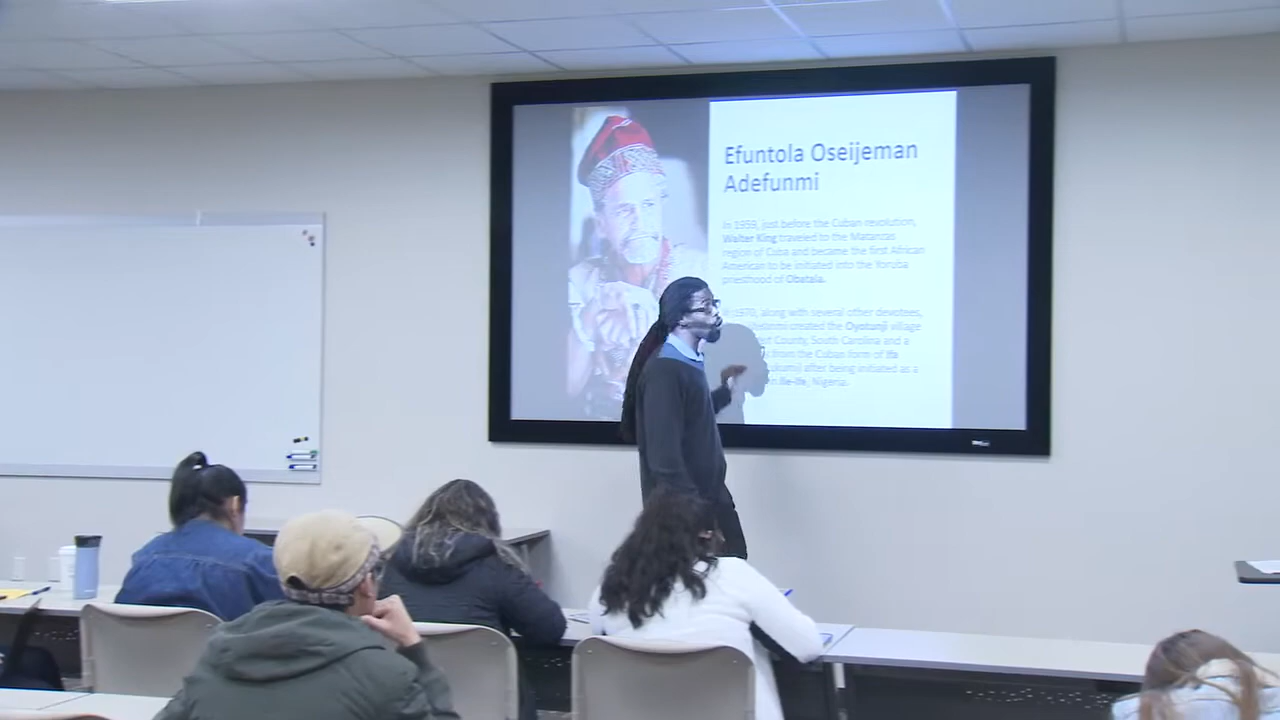 Efuntola Oseijeman
Adefunmi
In 1959, just before the Cuban revolution,
Walter King traveled to the Matanzas
region of Cuba and became the first African
American to be initiated into the Yoruba
priesthood of Obatala.
1970, along with several other devotees,
created the Oyotunji village
County, South Carolina and a
from the Cuban form of Ifa
after being initiated as a
Ile-Ife, Nigeria.